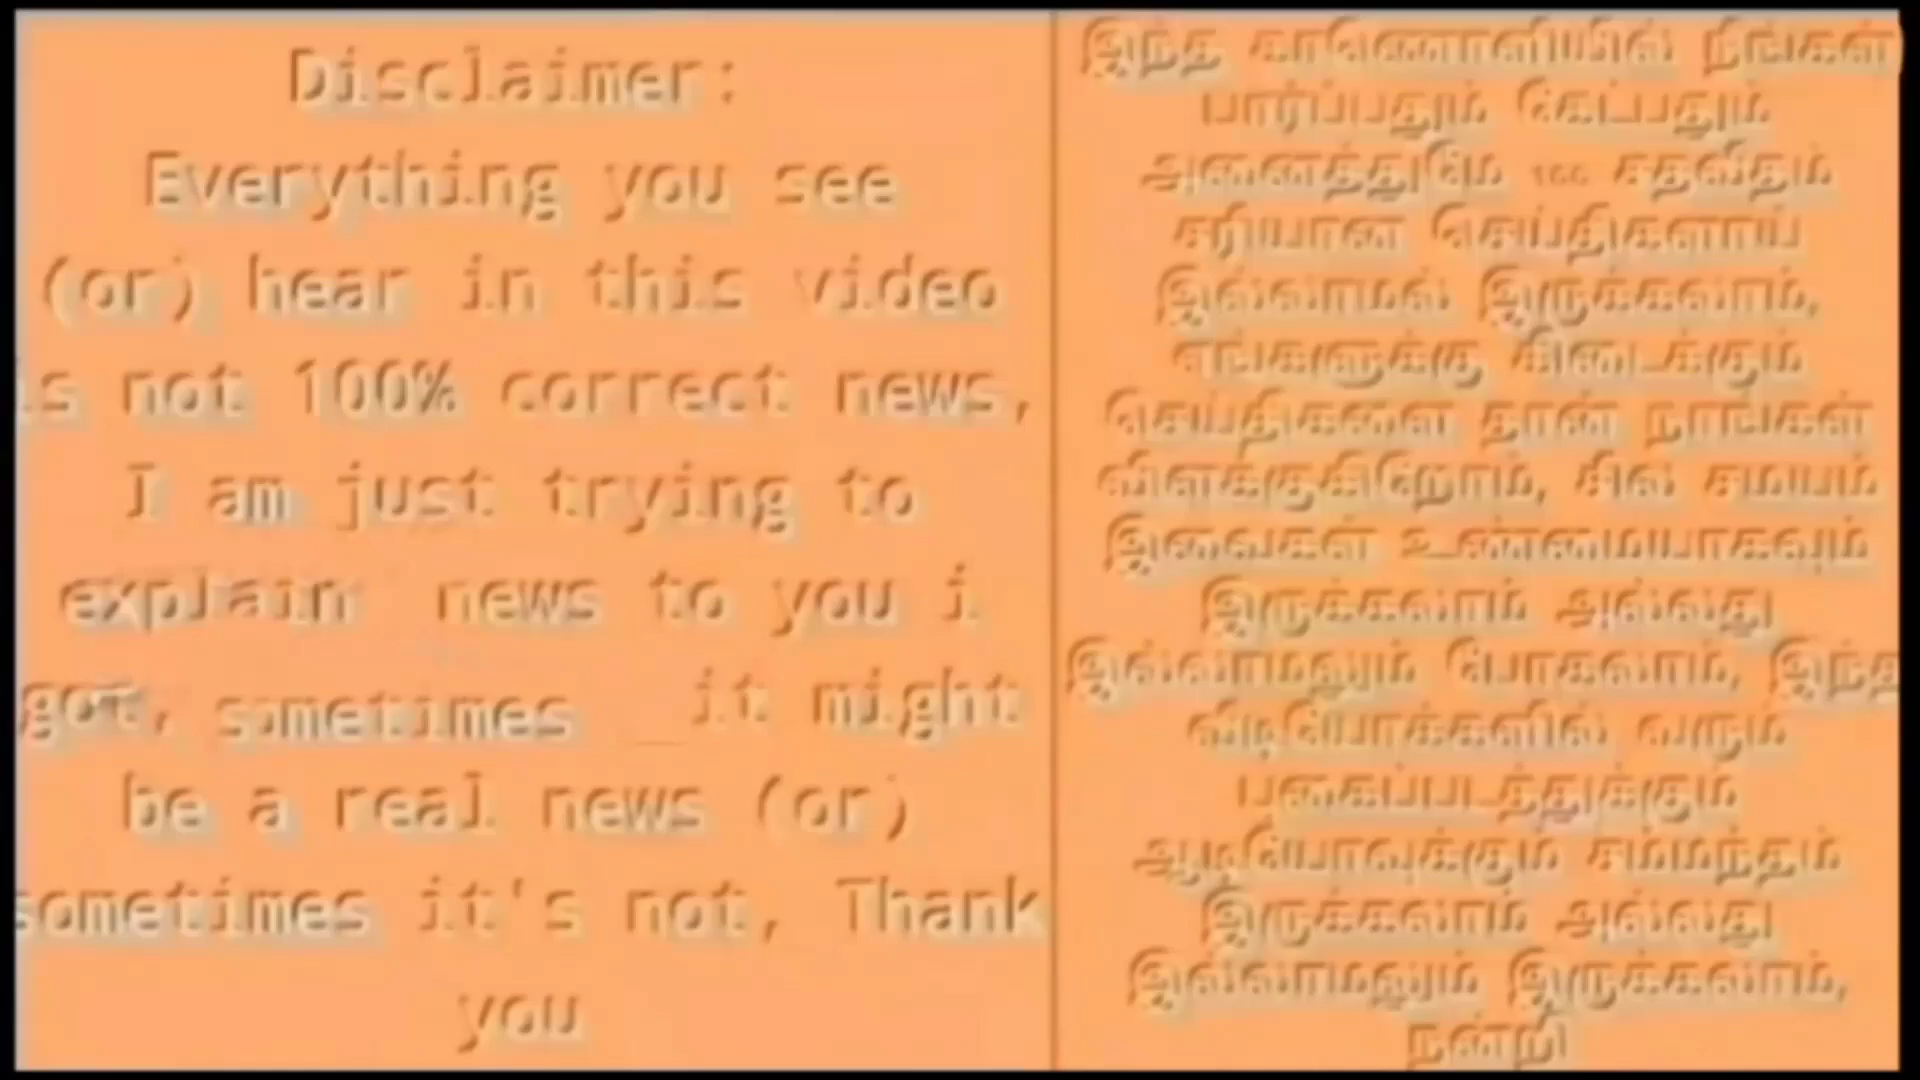 Disclaimer:
Everything you see
(or) hear in this video
is not 100% correct news,
I am just trying to
explain news to you i
got, sometimes _it might
be a real news (or)
sometimes it's not, Thank
you
இந்த காணொளியில் நீங்கள்
பார்ப்பதும் கேட்பதும்
அனைத்துமே 100 சதவீதம்
சரியான செய்திகளாய்
இல்லாமல் இருக்கலாம்,
எங்களுக்கு கிடைக்கும்
செய்திகளை தான் நாங்கள்
விளக்குகிறோம், சில சமயம்
இவைகள் உண்மையாகவும்
இருக்கலாம் அல்லது
இல்லாமலும் போகலாம், இந்த
வீடியோக்களில் வரும்
புகைப்படத்துக்கும்
ஆடியோவுக்கும் சம்மந்தம்
இருக்கலாம் அல்லது
இல்லாமலும் இருக்கலாம்,
நன்றி